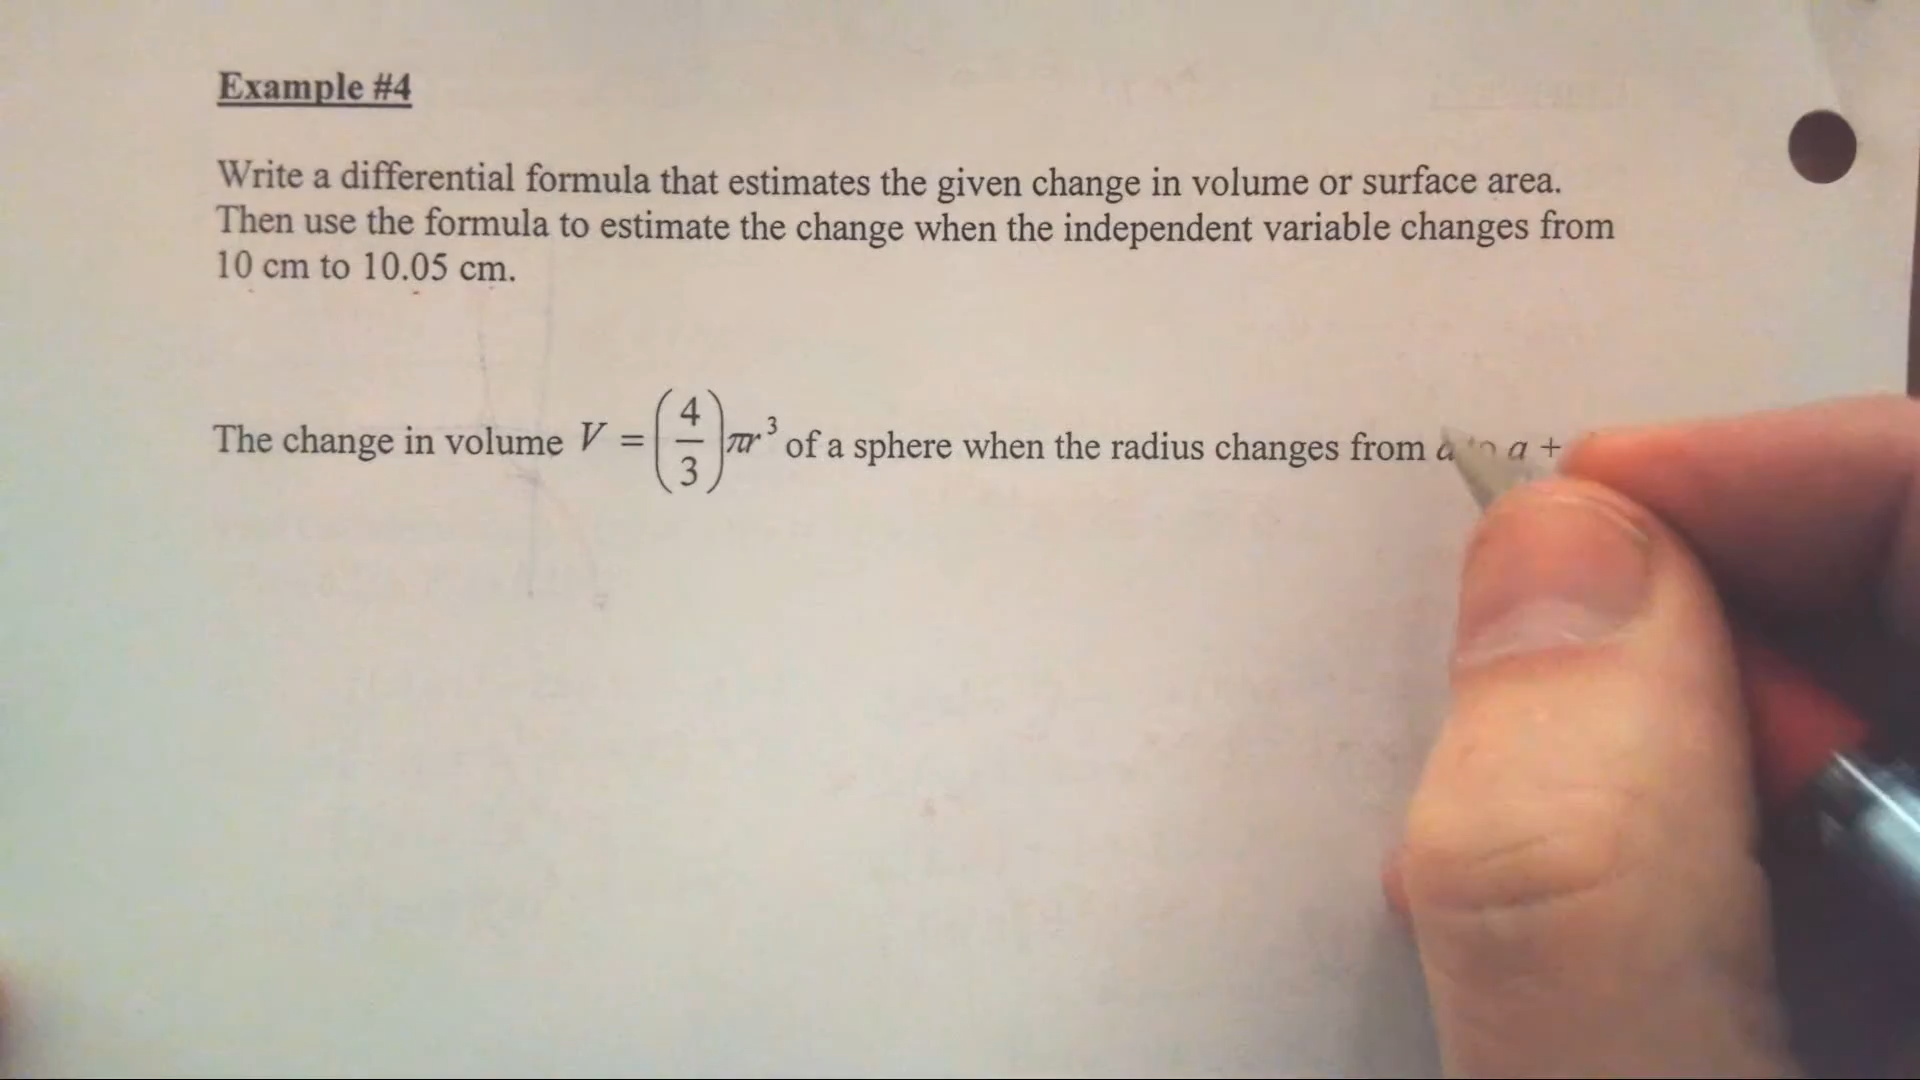 Example #4
Write a differential formula that estimates the given change in volume or surface area.
Then use the formula to estimate the change when the independent variable changes from
10 cm to 10.05 cm.
The change in volume V = (4/3)πr³ of a sphere when the radius changes from a a +